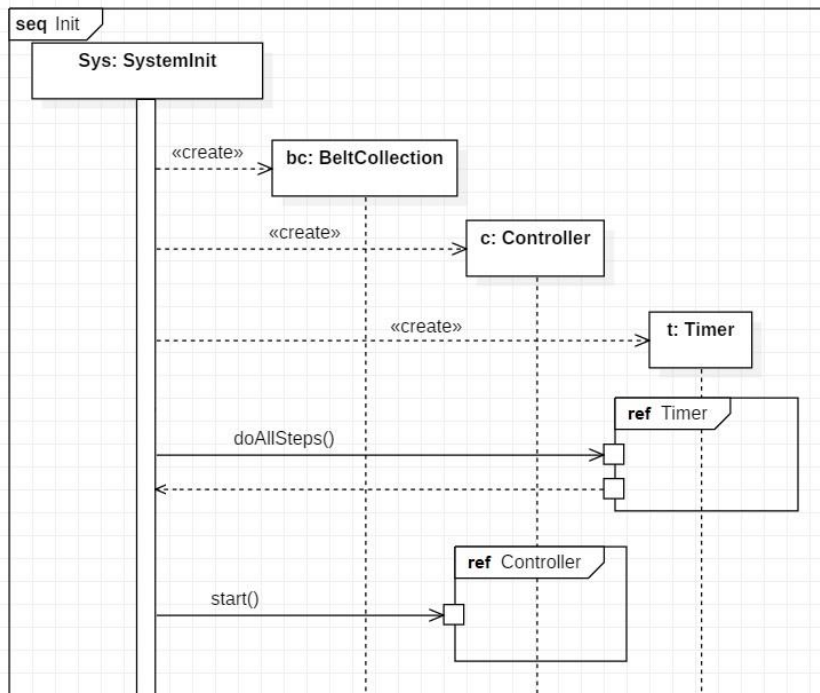 seq Init
Sys: SystemInit
«create»
bc: BeltCollection
«create»
c: Controller
«create»
t: Timer
ref Timer
doAllSteps()
ref Controller
start()